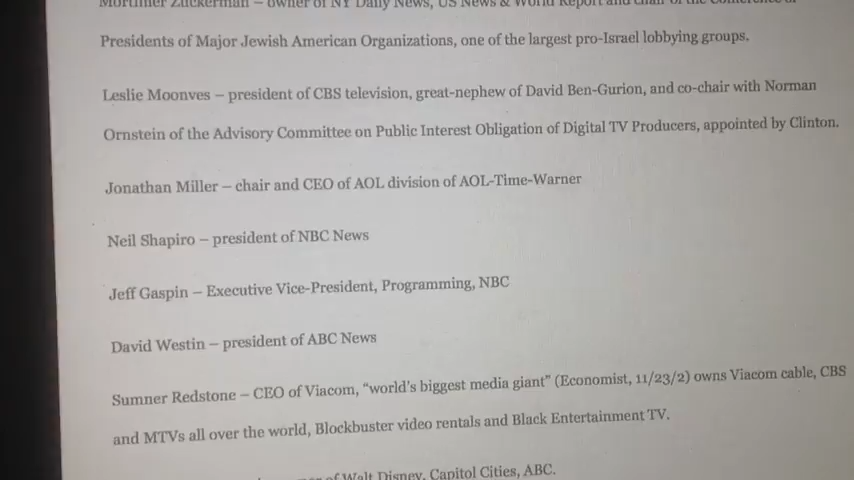 Mortimer Zuckerman – owner of NY Daily News, US News & World Report and chair of the Conference of
Presidents of Major Jewish American Organizations, one of the largest pro-Israel lobbying groups.
Leslie Moonves – president of CBS television, great-nephew of David Ben-Gurion, and co-chair with Norman
Ornstein of the Advisory Committee on Public Interest Obligation of Digital TV Producers, appointed by Clinton.
Jonathan Miller – chair and CEO of AOL division of AOL-Time-Warner
Neil Shapiro – president of NBC News
Jeff Gaspin – Executive Vice-President, Programming, NBC
David Westin – president of ABC News
Sumner Redstone – CEO of Viacom, “world’s biggest media giant” (Economist, 11/23/2) owns Viacom cable, CBS
and MTVs all over the world, Blockbuster video rentals and Black Entertainment TV.
of Walt Disney, Capitol Cities, ABC.